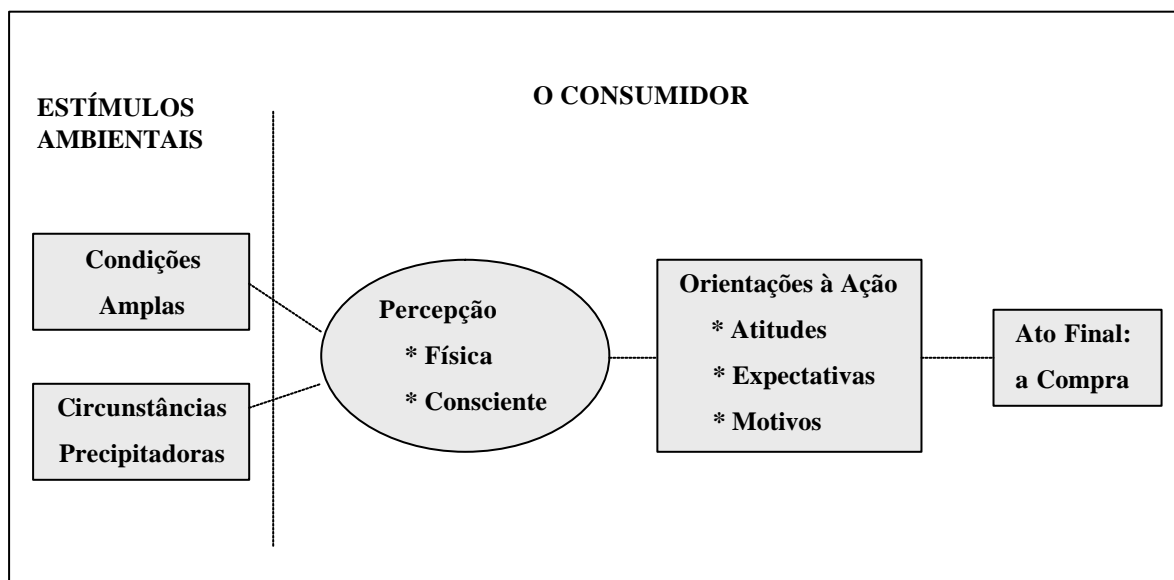 ESTÍMULOS
AMBIENTAIS
O CONSUMIDOR
Condições
Amplas
Circunstâncias
Precipitadoras
Percepção
* Física
* Consciente
Orientações à Ação
* Atitudes
* Expectativas
* Motivos
Ato Final:
a Compra